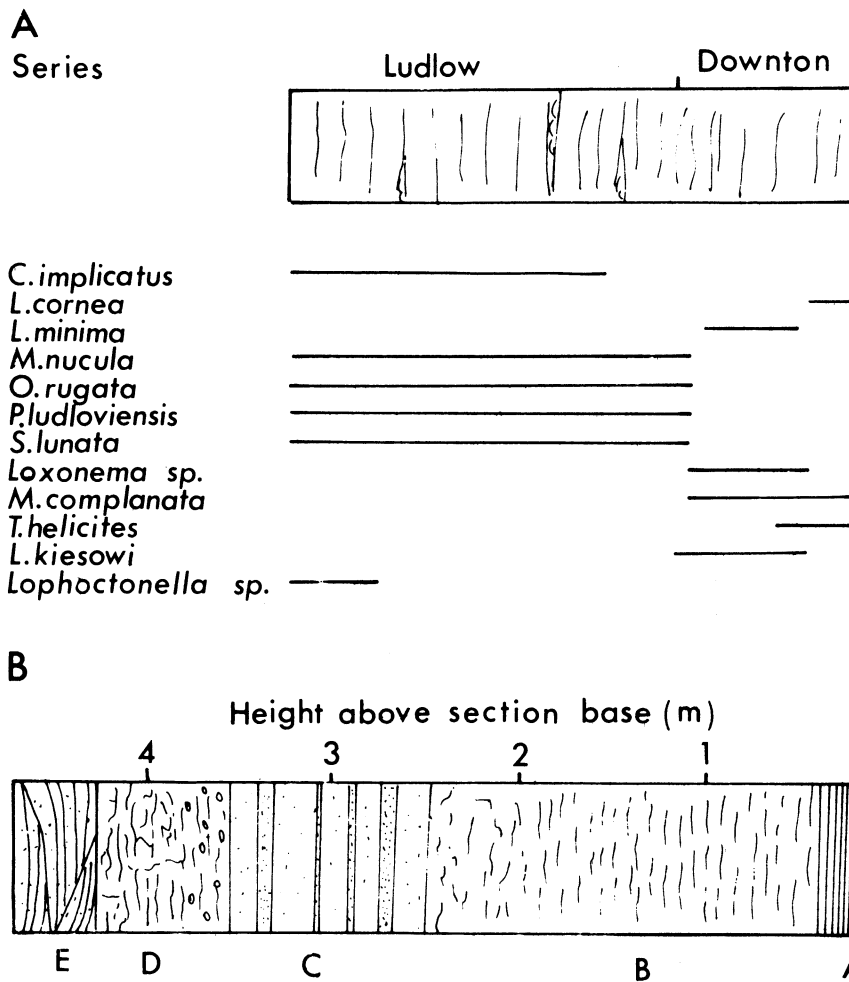 A
Series Ludlow Downton
C.implicatus
L.cornea
L.minima
M.nucula
O.rugata
P.ludloviensis
S.lunata
Loxonema sp.
M.complanata
T.helicites
L.kiesowi
Lophoctonella sp.
B
Height above section base (m)
4 3 2 1
E D C B A